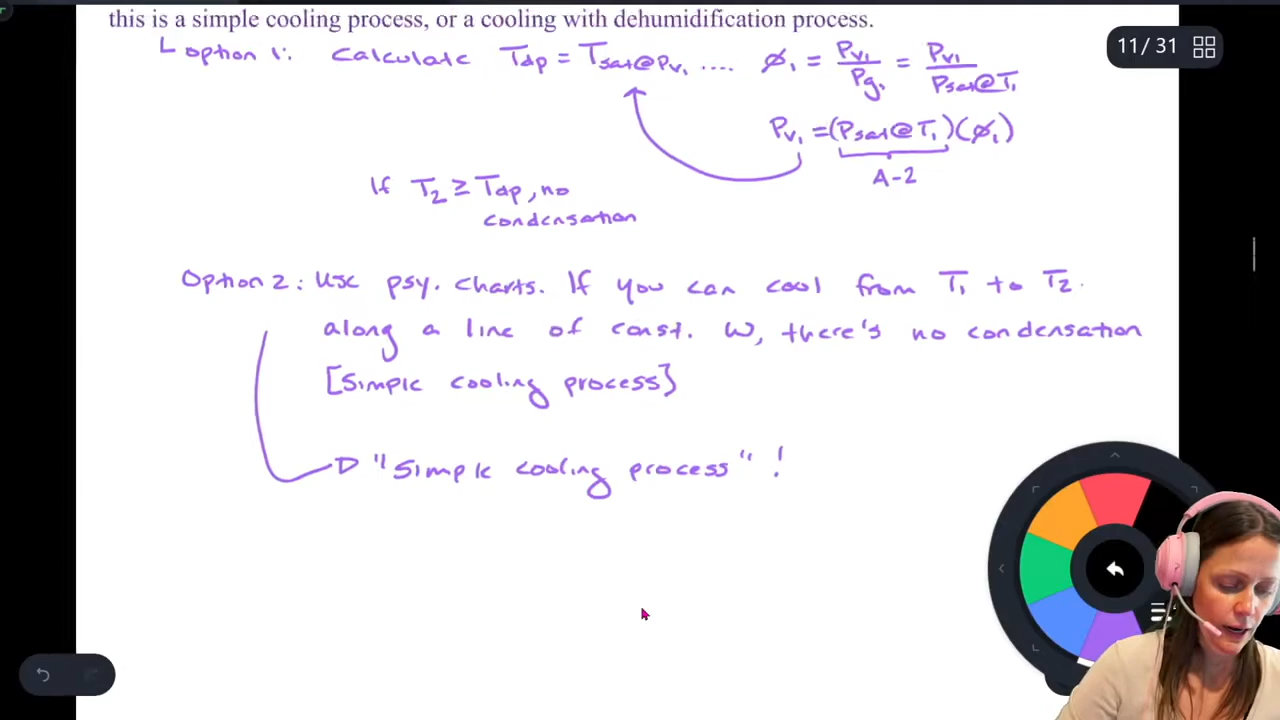 this is a simple cooling process, or a cooling with dehumidification process.
11 / 31
option 1: Calculate Tdp = Tsat@Pv1 .... ϕ1 = Pv1/Pg1 = Pv1/Psat@T1
Pv1 = (Psat@T1)(ϕ1)
A-2
If T2 ≥ Tdp, no
condensation
Option 2: Use psy. charts. If you can cool from T1 to T2
along a line of const. W, there's no condensation
[simple cooling process]
"Simple cooling process" !